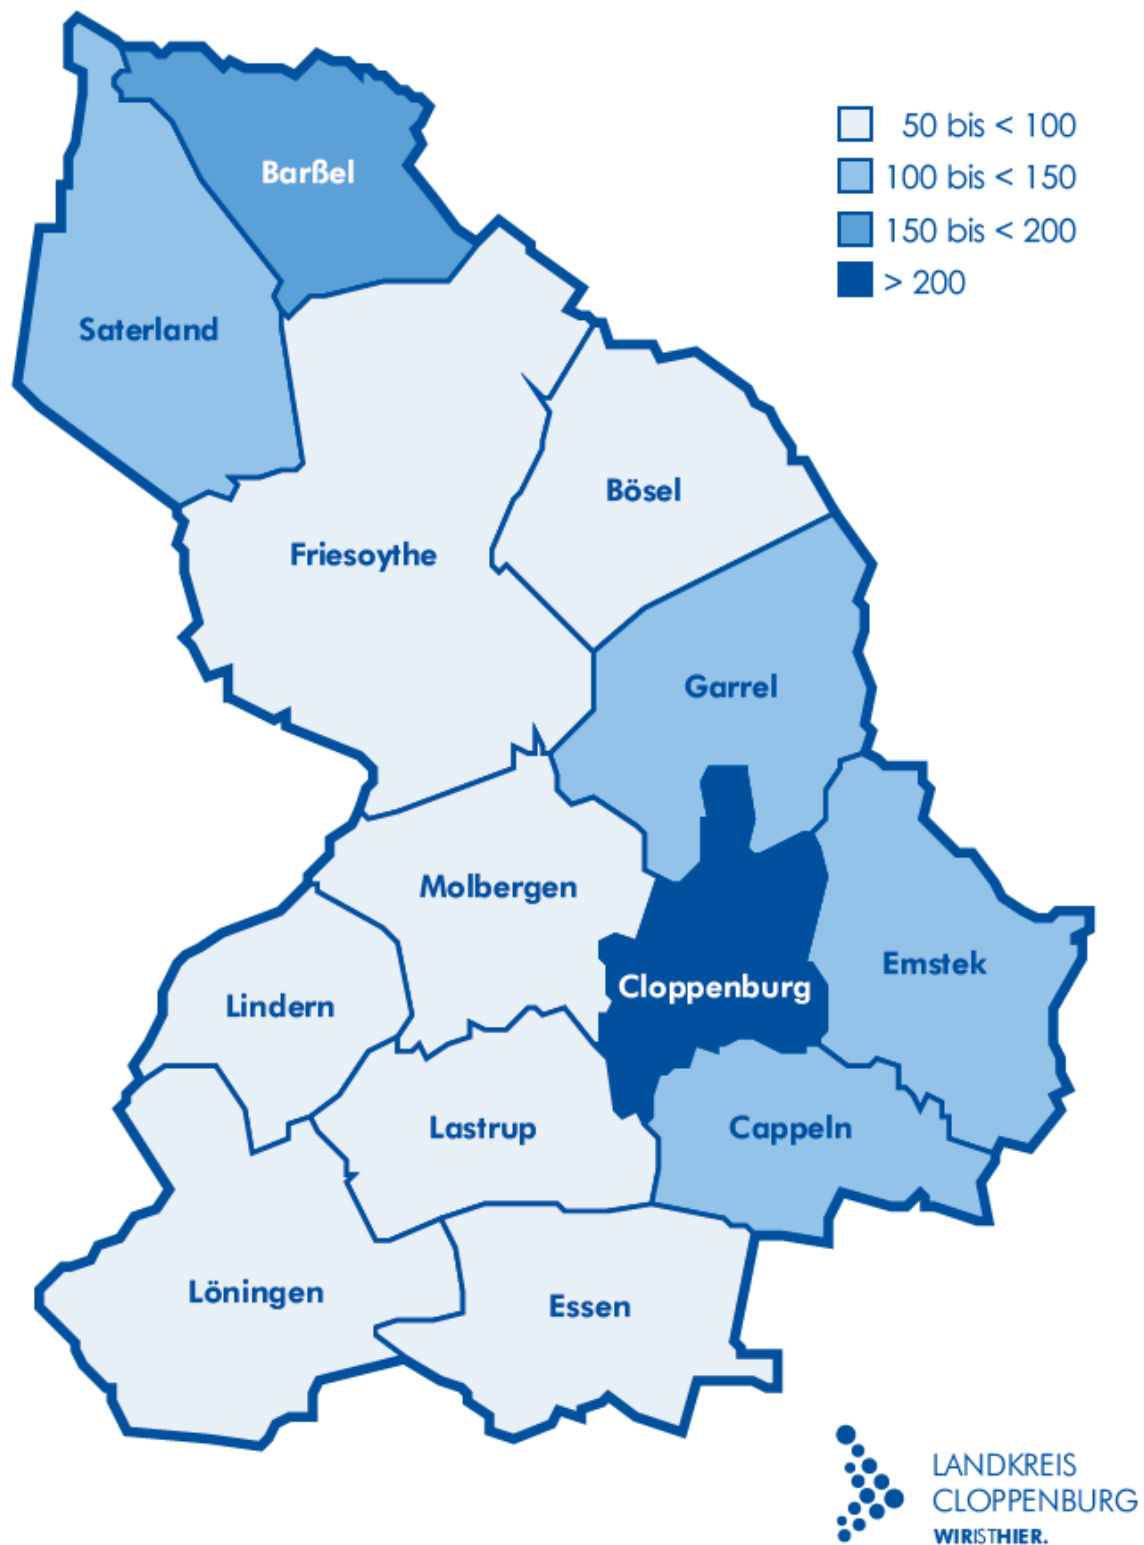 50 bis < 100
100 bis < 150
150 bis < 200
> 200
Barßel
Saterland
Bösel
Friesoythe
Garrel
Molbergen
Emstek
Cloppenburg
Lindern
Lastrup
Cappeln
Löningen
Essen
LANDKREIS
CLOPPENBURG
WIRISTHIER.